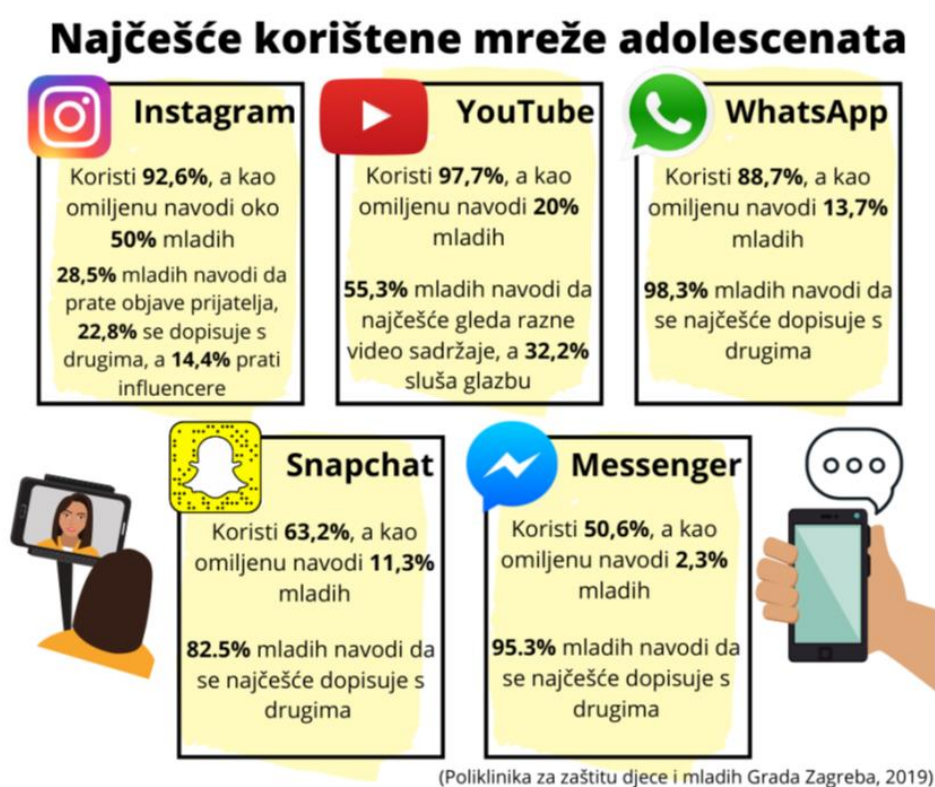 Najčešće korištene mreže adolescenata
Instagram
Koristi 92,6%, a kao
omiljenu navodi oko
50% mladih
28,5% mladih navodi da
prate objave prijatelja,
22,8% se dopisuje s
drugima, a 14,4% prati
influencere
YouTube
Koristi 97,7%, a kao
omiljenu navodi 20%
mladih
55,3% mladih navodi da
najčešće gleda razne
video sadržaje, a 32,2%
sluša glazbu
WhatsApp
Koristi 88,7%, a kao
omiljenu navodi 13,7%
mladih
98,3% mladih navodi da
se najčešće dopisuje s
drugima
Snapchat
Koristi 63,2%, a kao
omiljenu navodi 11,3%
mladih
82.5% mladih navodi da
se najčešće dopisuje s
drugima
Messenger
Koristi 50,6%, a kao
omiljenu navodi 2,3%
mladih
95.3% mladih navodi da
se najčešće dopisuje s
drugima
(Poliklinika za zaštitu djece i mladih Grada Zagreba, 2019)